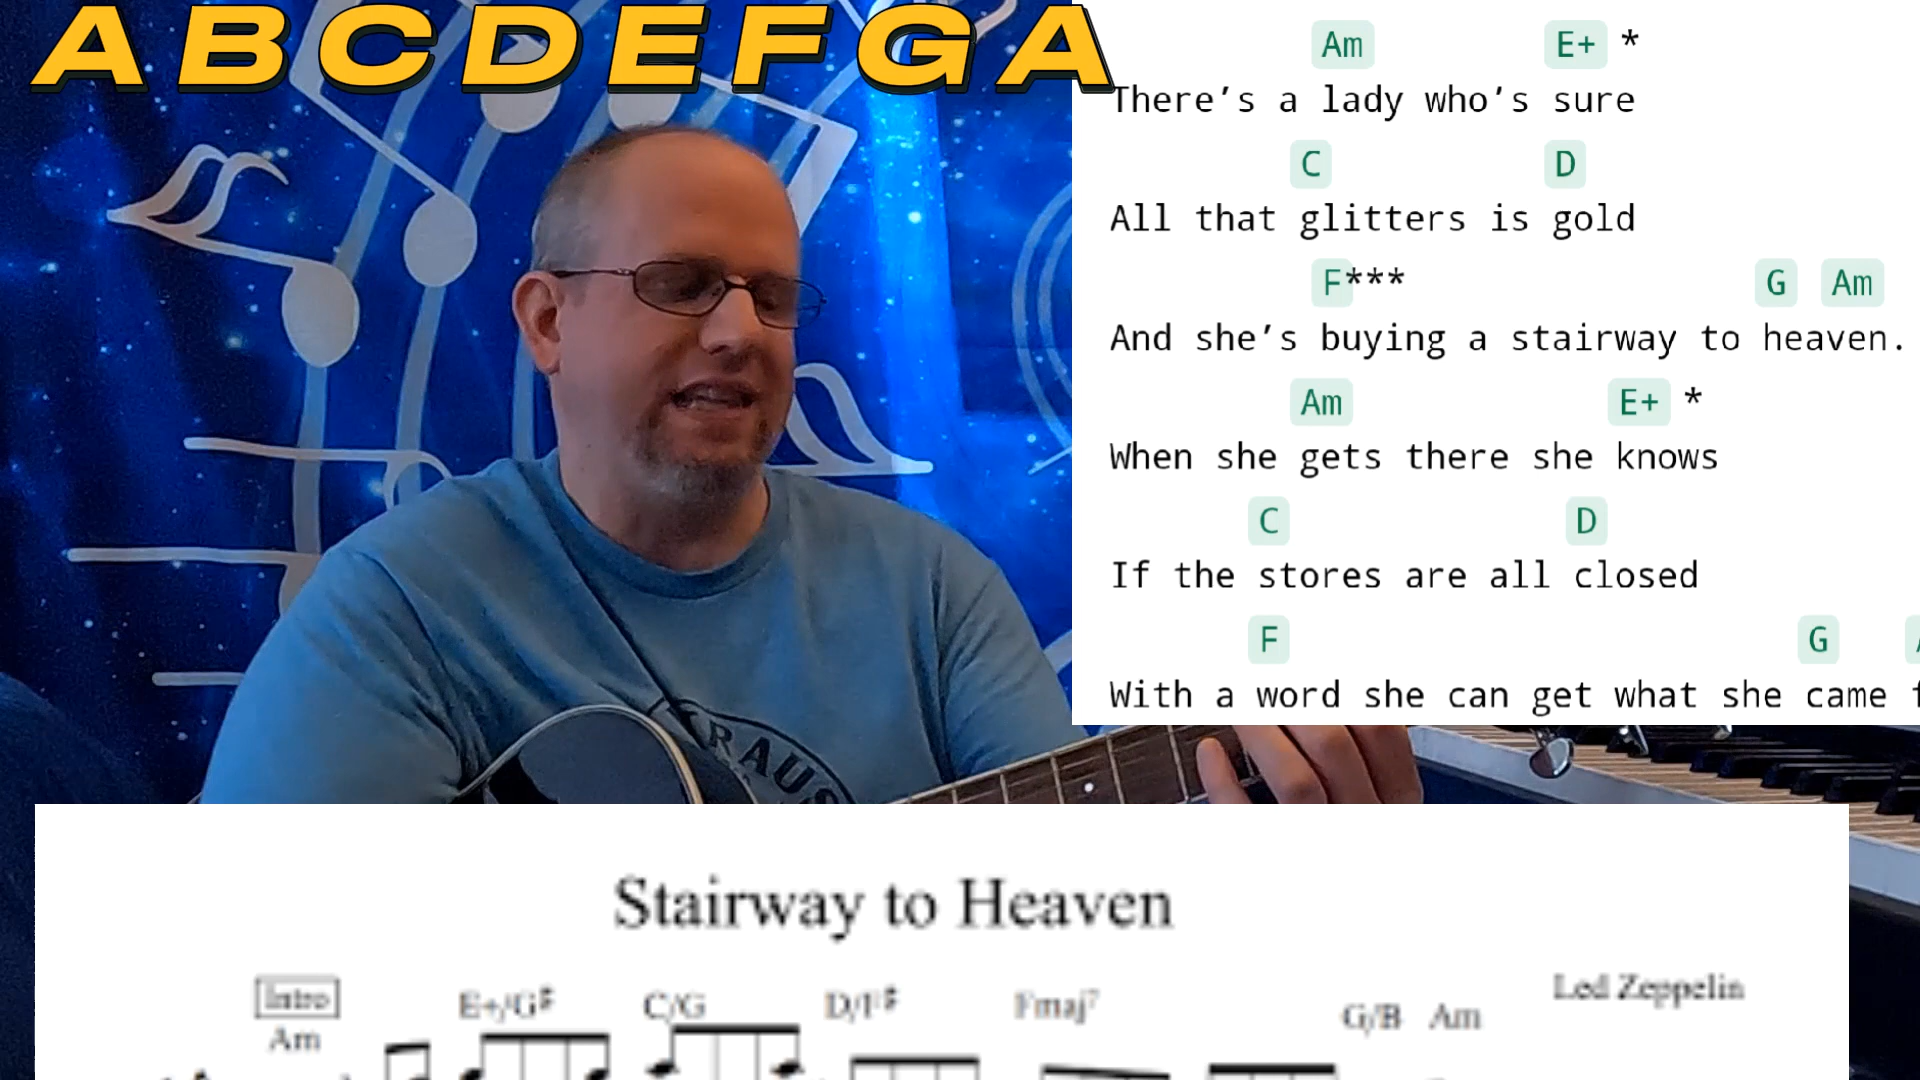 ABCDEFGA
Am E+ *
There's a lady who's sure
C D
All that glitters is gold
F*** G Am
And she's buying a stairway to heaven.
Am E+ *
When she gets there she knows
C D
If the stores are all closed
F G
With a word she can get what she came f
KRAUS
Stairway to Heaven
Led Zeppelin
Intro
Am E+/G# C/G D/F# Fmaj7 G/B Am